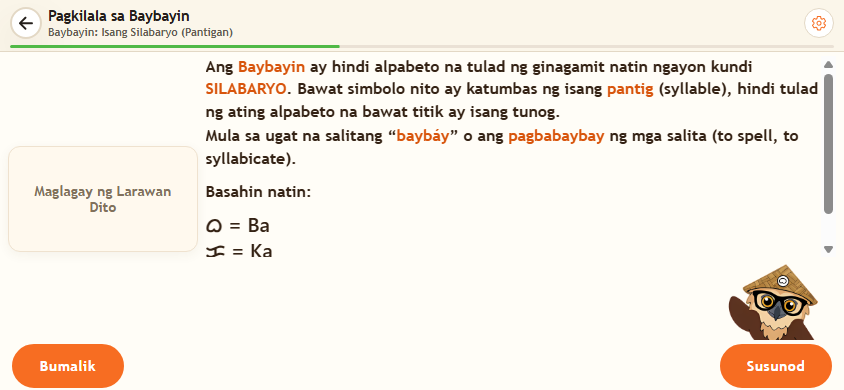 Pagkilala sa Baybayin
Baybayin: Isang Silabaryo (Pantigan)
Ang Baybayin ay hindi alpabeto na tulad ng ginagamit natin ngayon kundi
SILABARYO. Bawat simbolo nito ay katumbas ng isang pantig (syllable), hindi tulad
ng ating alpabeto na bawat titik ay isang tunog.
Mula sa ugat na salitang “baybáy” o ang pagbabaybay ng mga salita (to spell, to
syllabicate).
Maglagay ng Larawan
Dito
Basahin natin:
ᜊ = Ba
ᜃ = Ka
Bumalik
Susunod